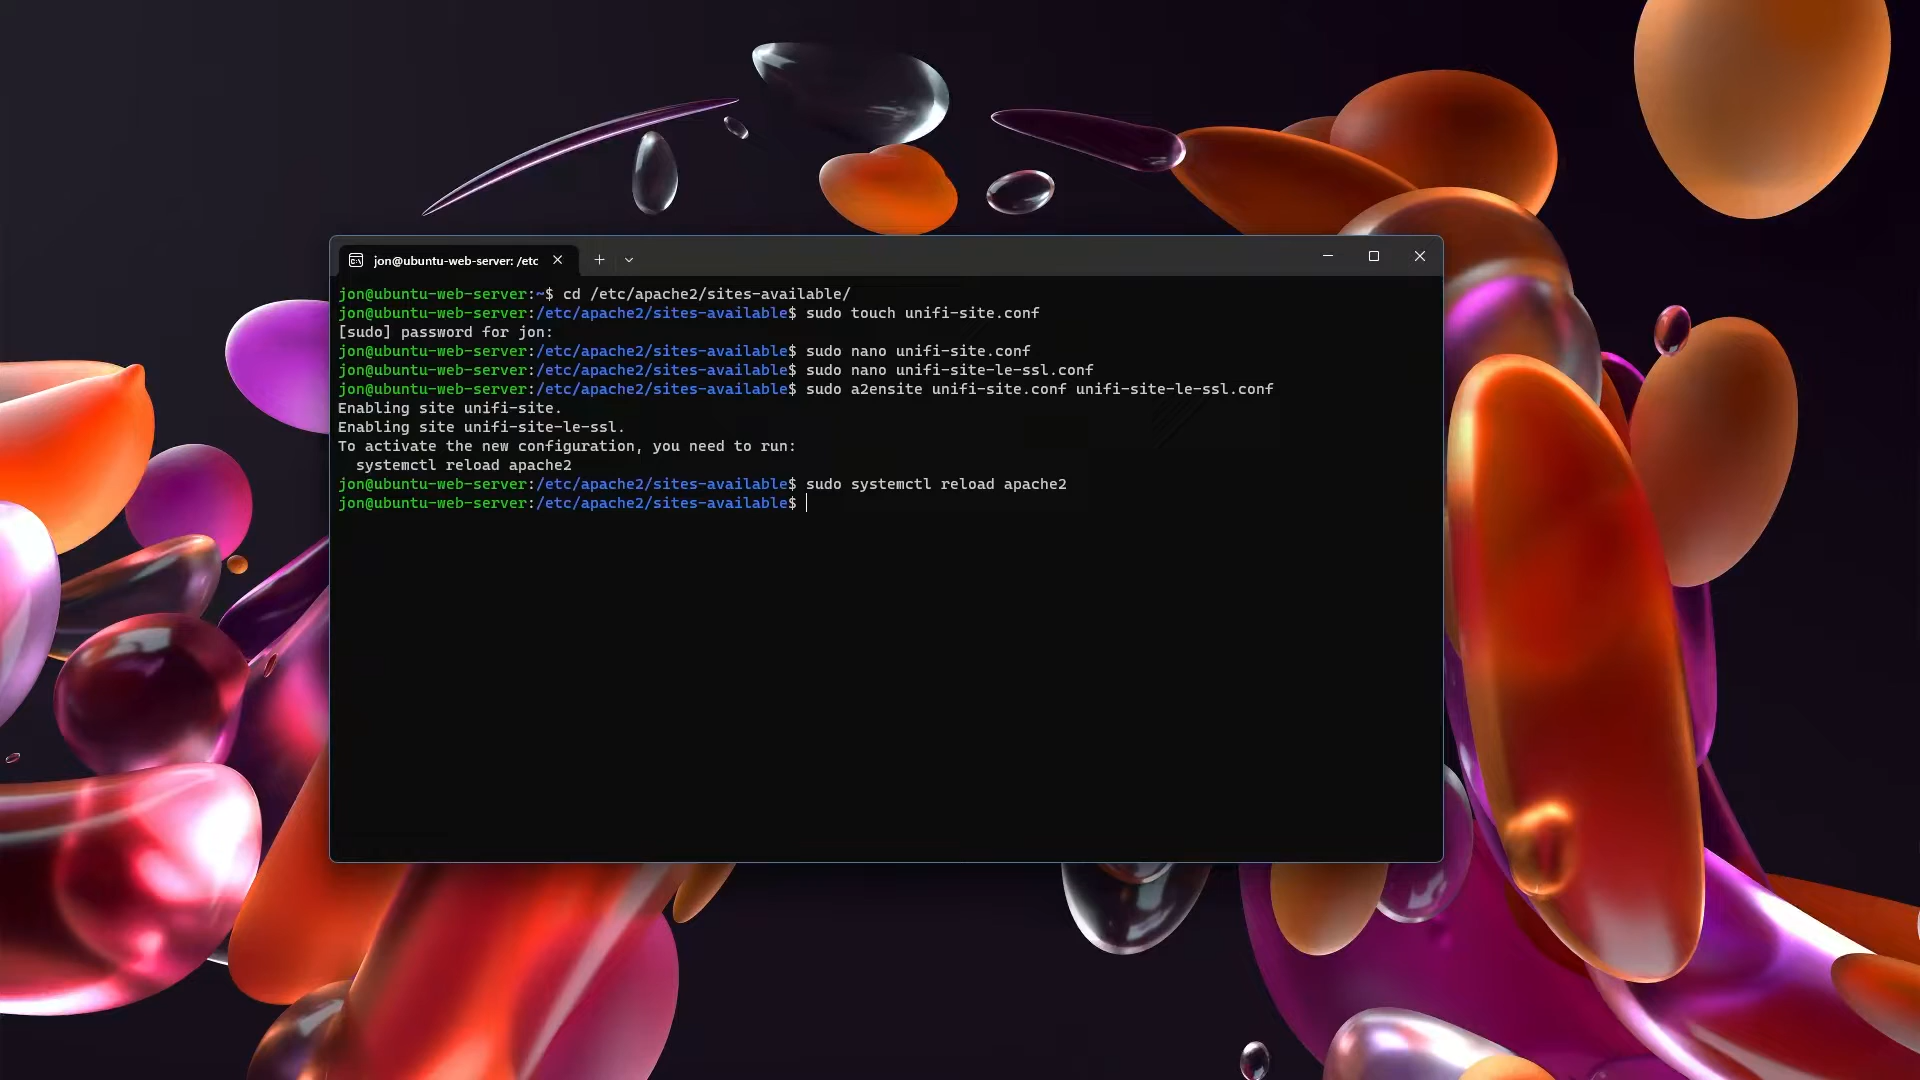 jon@ubuntu-web-server: /etc
jon@ubuntu-web-server:~$ cd /etc/apache2/sites-available/
jon@ubuntu-web-server:/etc/apache2/sites-available$ sudo touch unifi-site.conf
[sudo] password for jon:
jon@ubuntu-web-server:/etc/apache2/sites-available$ sudo nano unifi-site.conf
jon@ubuntu-web-server:/etc/apache2/sites-available$ sudo nano unifi-site-le-ssl.conf
jon@ubuntu-web-server:/etc/apache2/sites-available$ sudo a2ensite unifi-site.conf unifi-site-le-ssl.conf
Enabling site unifi-site.
Enabling site unifi-site-le-ssl.
To activate the new configuration, you need to run:
  systemctl reload apache2
jon@ubuntu-web-server:/etc/apache2/sites-available$ sudo systemctl reload apache2
jon@ubuntu-web-server:/etc/apache2/sites-available$